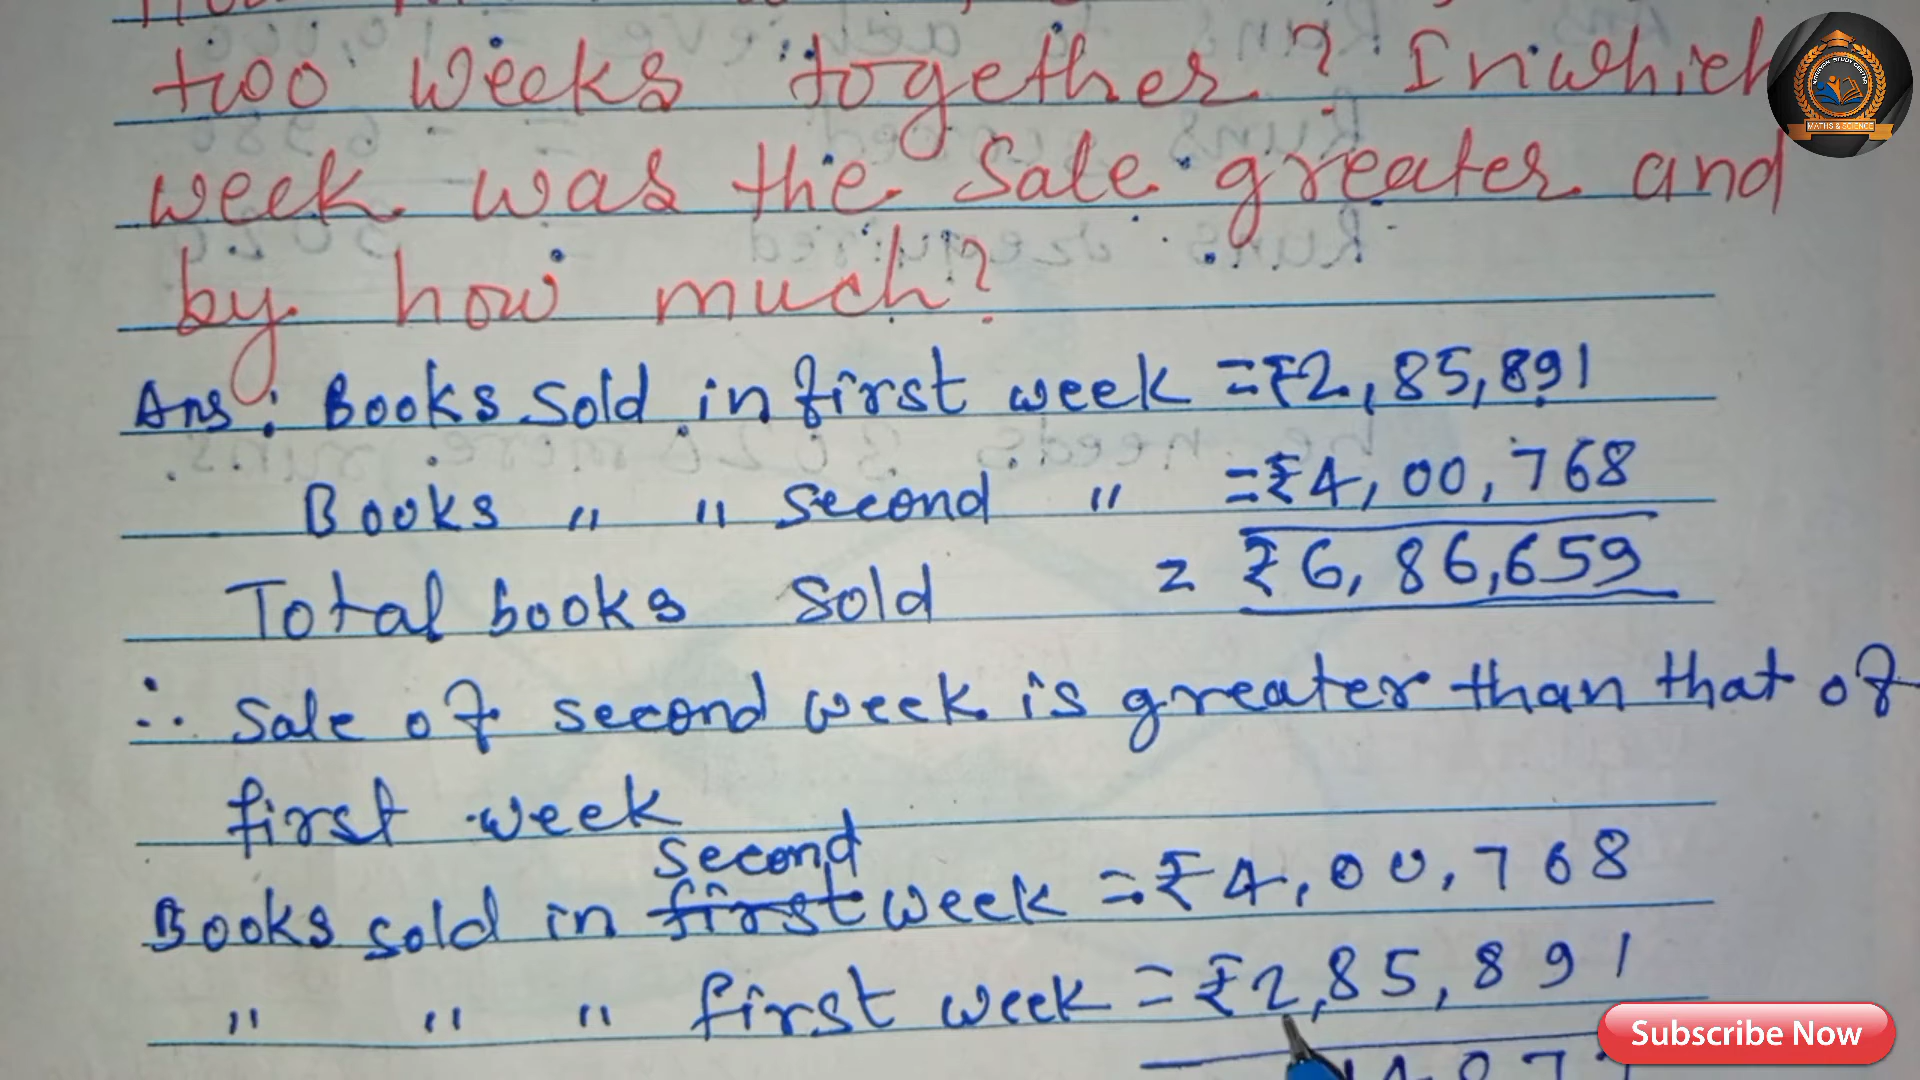 two weeks together? In which
week was the sale greater and
by how much?
Ans: Books sold in first week = ₹2,85,891
Books " " second " = ₹4,00,768
Total books sold = ₹6,86,659
∴ Sale of second week is greater than that of
first week
second
Books sold in first week = ₹4,00,768
" " " first week = ₹2,85,891
MATHS & SCIENCE
Subscribe Now